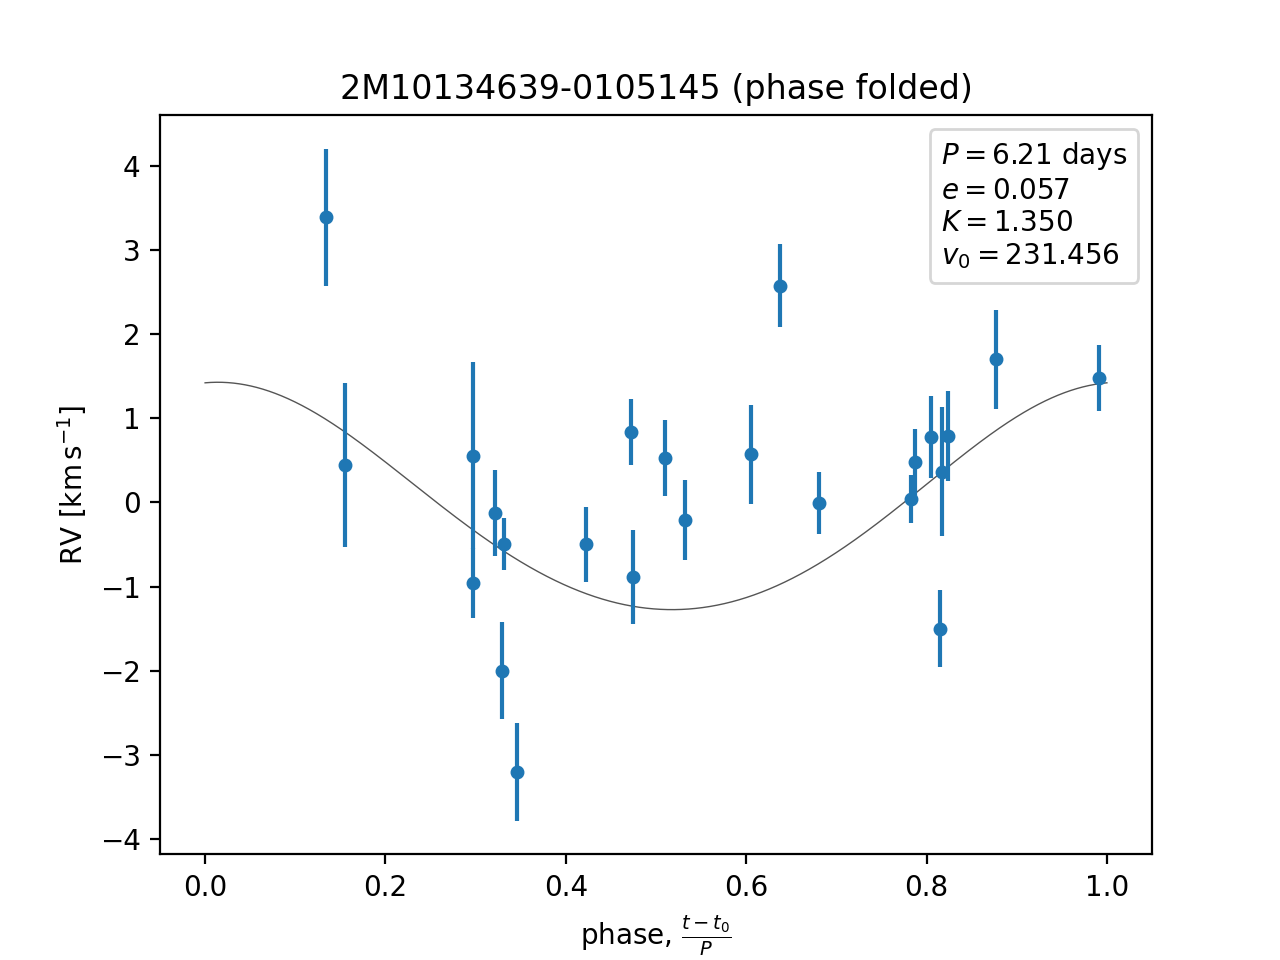 2M10134639-0105145 (phase folded)
P = 6.21 days
e = 0.057
K = 1.350
v₀ = 231.456
4
3
2
1
0
−1
−2
−3
−4
RV [km s⁻¹]
0.0 0.2 0.4 0.6 0.8 1.0
phase, (t − t₀)/P